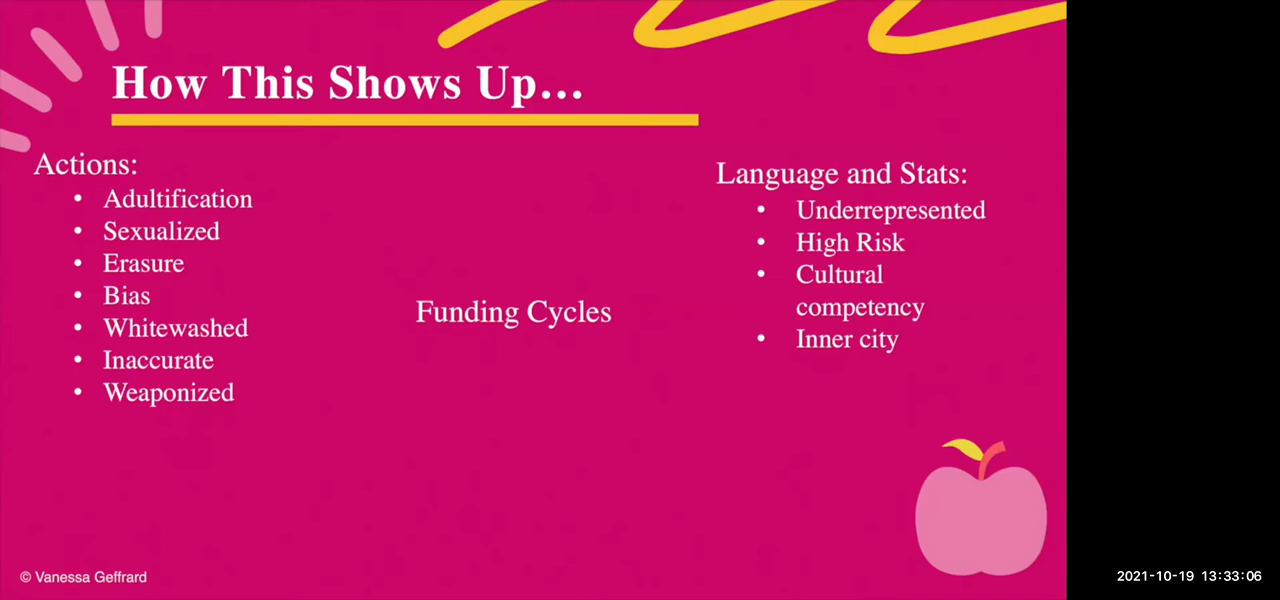 How This Shows Up...
Actions:
• Adultification
• Sexualized
• Erasure
• Bias
• Whitewashed
• Inaccurate
• Weaponized
Funding Cycles
Language and Stats:
• Underrepresented
• High Risk
• Cultural
competency
• Inner city
© Vanessa Geffrard
2021-10-19 13:33:06